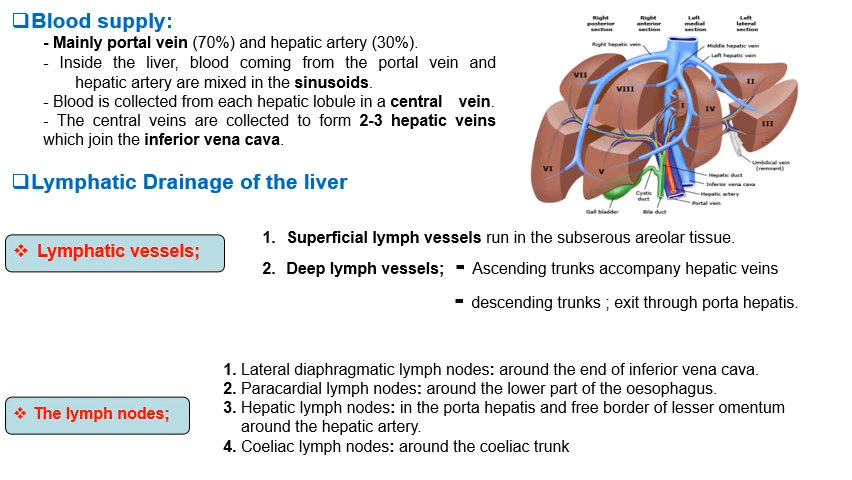 ❑Blood supply:
- Mainly portal vein (70%) and hepatic artery (30%).
- Inside the liver, blood coming from the portal vein and
hepatic artery are mixed in the sinusoids.
- Blood is collected from each hepatic lobule in a central vein.
- The central veins are collected to form 2-3 hepatic veins
which join the inferior vena cava.
Right posterior section
Right anterior section
Left medial section
Left lateral section
Right hepatic vein
Middle hepatic vein
Left hepatic vein
VII
VIII
I
IV
II
III
VI
V
Umbilical vein (remnant)
Hepatic duct
Inferior vena cava
Hepatic artery
Portal vein
Cystic duct
Gall bladder
Bile duct
❑Lymphatic Drainage of the liver
❖ Lymphatic vessels;
1. Superficial lymph vessels run in the subserous areolar tissue.
2. Deep lymph vessels; - Ascending trunks accompany hepatic veins
- descending trunks ; exit through porta hepatis.
❖ The lymph nodes;
1. Lateral diaphragmatic lymph nodes: around the end of inferior vena cava.
2. Paracardial lymph nodes: around the lower part of the oesophagus.
3. Hepatic lymph nodes: in the porta hepatis and free border of lesser omentum
around the hepatic artery.
4. Coeliac lymph nodes: around the coeliac trunk